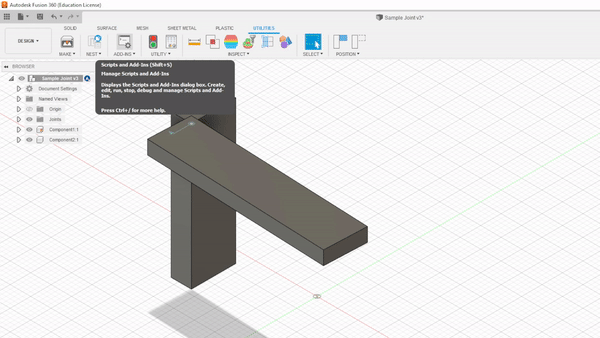 Autodesk Fusion 360 (Education License)
Sample Joint v3*
SOLID SURFACE MESH SHEET METAL PLASTIC UTILITIES
DESIGN
MAKE NEST ADD-INS UTILITY INSPECT SELECT POSITION
BROWSER
Sample Joint v3
Document Settings
Named Views
Origin
Joints
Component1:1
Component2:1
Scripts and Add-Ins (Shift+S)
Manage Scripts and Add-Ins
Displays the Scripts and Add-Ins dialog box. Create,
edit, run, stop, debug and manage Scripts and Add-
Ins.
Press Ctrl+/ for more help.